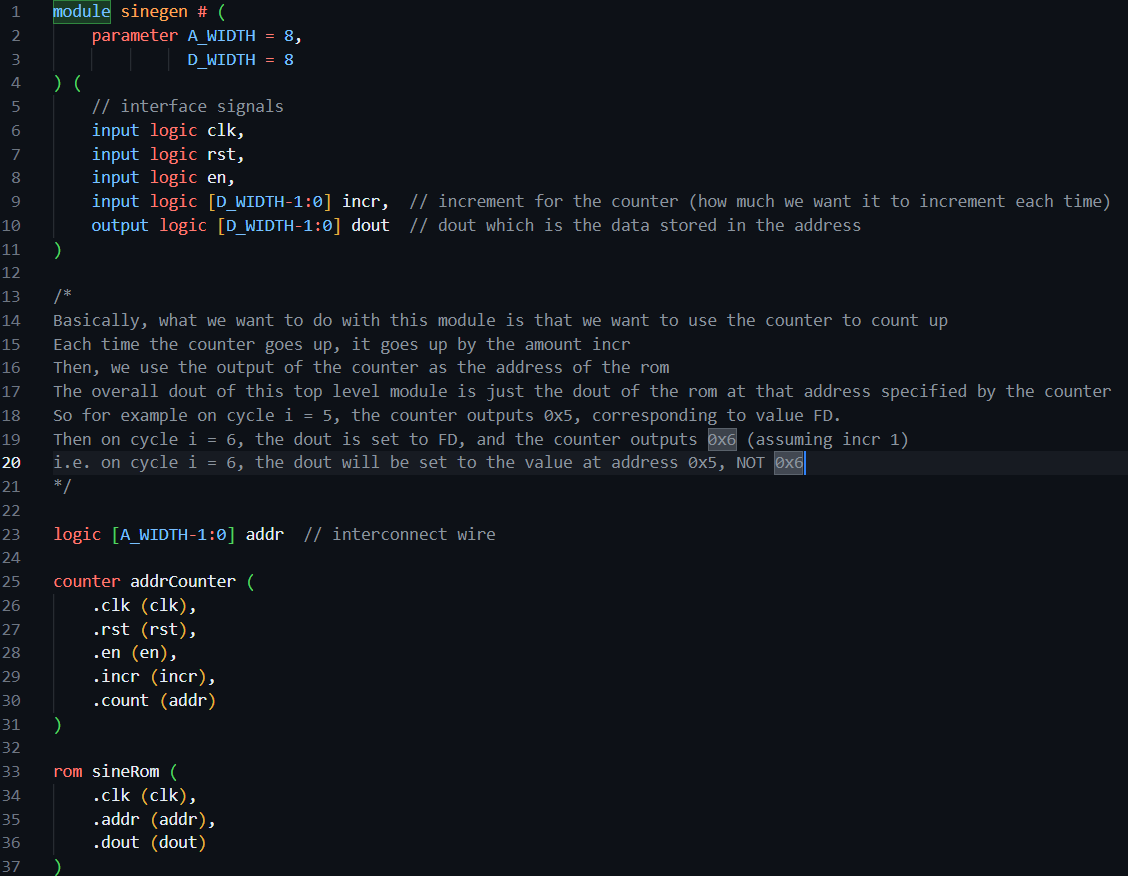 1 module sinegen # (
2     parameter A_WIDTH = 8,
3               D_WIDTH = 8
4 ) (
5     // interface signals
6     input logic clk,
7     input logic rst,
8     input logic en,
9     input logic [D_WIDTH-1:0] incr,  // increment for the counter (how much we want it to increment each time)
10     output logic [D_WIDTH-1:0] dout  // dout which is the data stored in the address
11 )
12
13 /*
14 Basically, what we want to do with this module is that we want to use the counter to count up
15 Each time the counter goes up, it goes up by the amount incr
16 Then, we use the output of the counter as the address of the rom
17 The overall dout of this top level module is just the dout of the rom at that address specified by the counter
18 So for example on cycle i = 5, the counter outputs 0x5, corresponding to value FD.
19 Then on cycle i = 6, the dout is set to FD, and the counter outputs 0x6 (assuming incr 1)
20 i.e. on cycle i = 6, the dout will be set to the value at address 0x5, NOT 0x6
21 */
22
23 logic [A_WIDTH-1:0] addr  // interconnect wire
24
25 counter addrCounter (
26     .clk (clk),
27     .rst (rst),
28     .en (en),
29     .incr (incr),
30     .count (addr)
31 )
32
33 rom sineRom (
34     .clk (clk),
35     .addr (addr),
36     .dout (dout)
37 )